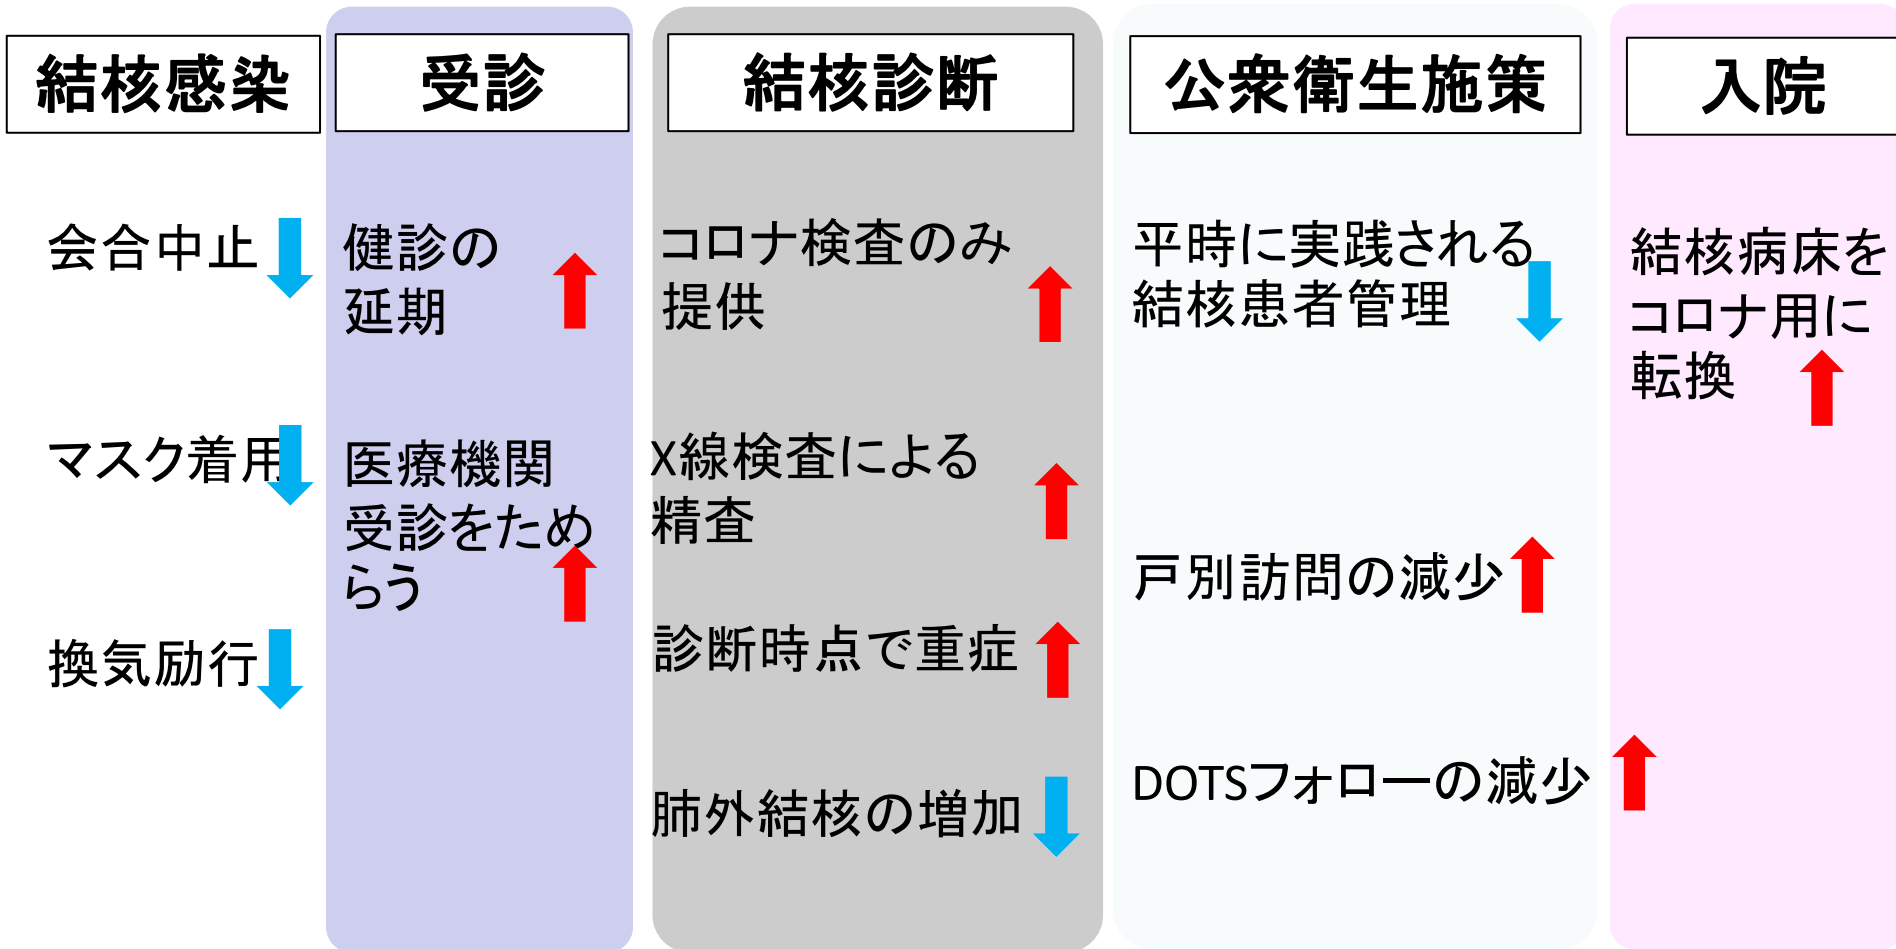 結核感染
会合中止
マスク着用
換気励行
受診
健診の
延期
医療機関
受診をため
らう
結核診断
コロナ検査のみ
提供
X線検査による
精査
診断時点で重症
肺外結核の増加
公衆衛生施策
平時に実践される
結核患者管理
戸別訪問の減少
DOTSフォローの減少
入院
結核病床を
コロナ用に
転換